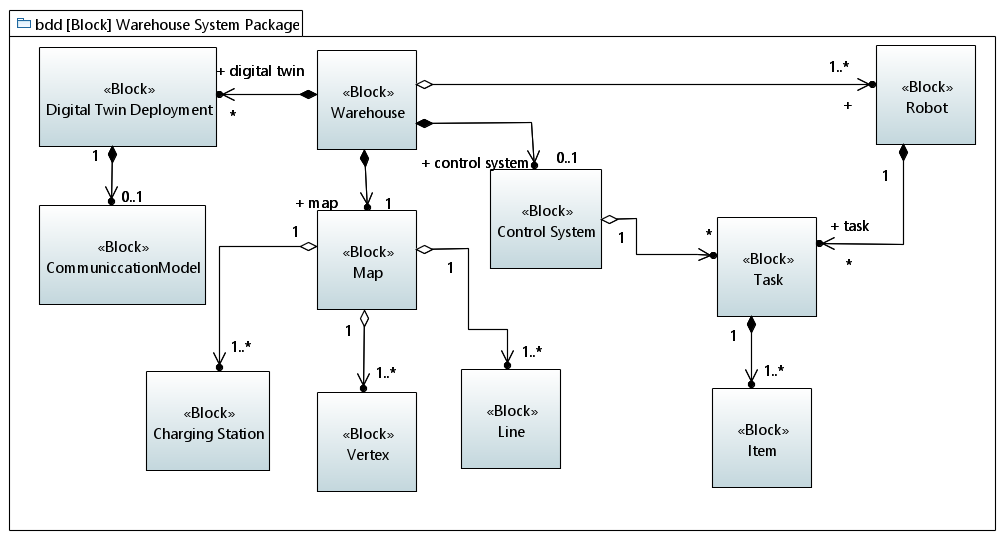 bdd [Block] Warehouse System Package
«Block»
Digital Twin Deployment
+ digital twin
*
«Block»
Warehouse
1..*
+
«Block»
Robot
1
0..1
+ control system
0..1
1
+ map
1
«Block»
CommuniccationModel
«Block»
Map
1
1
1
«Block»
Control System
1
*
+ task
*
«Block»
Task
1
1..*
1..*
1..*
1..*
«Block»
Charging Station
«Block»
Vertex
«Block»
Line
«Block»
Item